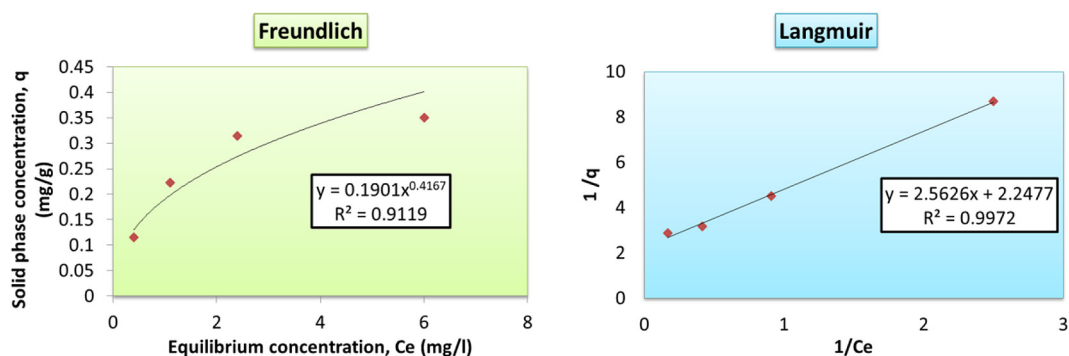 Freundlich
0.45
0.4
0.35
0.3
0.25
0.2
0.15
0.1
0.05
0
0 2 4 6 8
Solid phase concentration, q
(mg/g)
Equilibrium concentration, Ce (mg/l)
y = 0.1901x^0.4167
R² = 0.9119
Langmuir
10
8
6
4
2
0
0 1 2 3
1/q
1/Ce
y = 2.5626x + 2.2477
R² = 0.9972